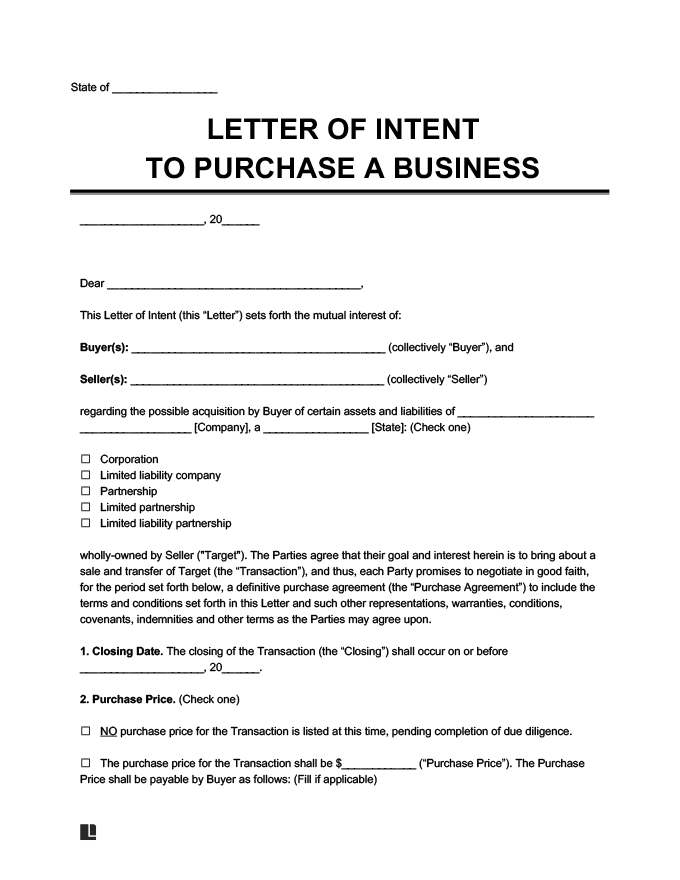 State of _________________
LETTER OF INTENT
TO PURCHASE A BUSINESS
____________________, 20______
Dear _________________________________________,
This Letter of Intent (this “Letter”) sets forth the mutual interest of:
Buyer(s): _________________________________________ (collectively “Buyer”), and
Seller(s): _________________________________________ (collectively “Seller”)
regarding the possible acquisition by Buyer of certain assets and liabilities of ______________________
__________________ [Company], a _________________ [State]: (Check one)
☐ Corporation
☐ Limited liability company
☐ Partnership
☐ Limited partnership
☐ Limited liability partnership
wholly-owned by Seller ("Target"). The Parties agree that their goal and interest herein is to bring about a
sale and transfer of Target (the “Transaction”), and thus, each Party promises to negotiate in good faith,
for the period set forth below, a definitive purchase agreement (the “Purchase Agreement”) to include the
terms and conditions set forth in this Letter and such other representations, warranties, conditions,
covenants, indemnities and other terms as the Parties may agree upon.
1. Closing Date. The closing of the Transaction (the “Closing”) shall occur on or before
____________________, 20______.
2. Purchase Price. (Check one)
☐ NO purchase price for the Transaction is listed at this time, pending completion of due diligence.
☐ The purchase price for the Transaction shall be $____________ (“Purchase Price”). The Purchase
Price shall be payable by Buyer as follows: (Fill if applicable)